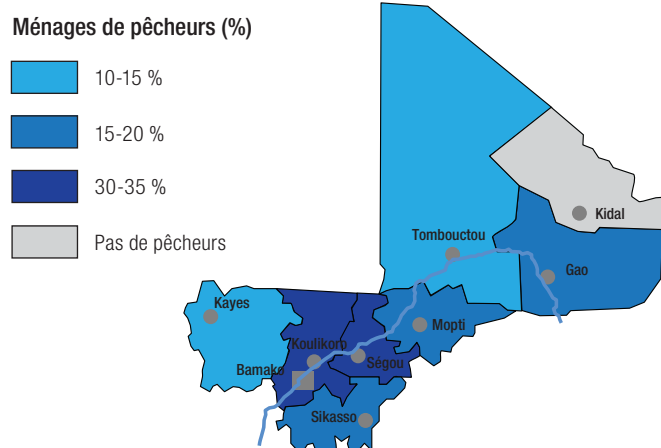 Ménages de pêcheurs (%)
10-15 %
15-20 %
30-35 %
Pas de pêcheurs
Kidal
Tombouctou
Gao
Kayes
Mopti
Koulikoro
Ségou
Bamako
Sikasso